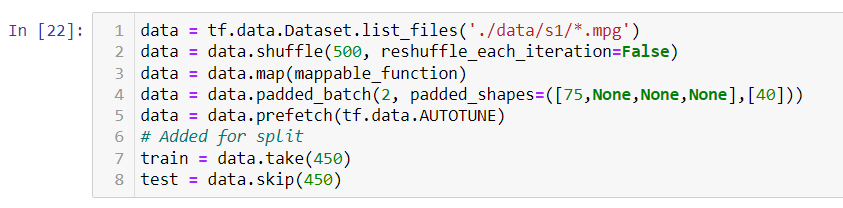 In [22]:
1 data = tf.data.Dataset.list_files('./data/s1/*.mpg')
2 data = data.shuffle(500, reshuffle_each_iteration=False)
3 data = data.map(mappable_function)
4 data = data.padded_batch(2, padded_shapes=([75,None,None,None],[40]))
5 data = data.prefetch(tf.data.AUTOTUNE)
6 # Added for split
7 train = data.take(450)
8 test = data.skip(450)